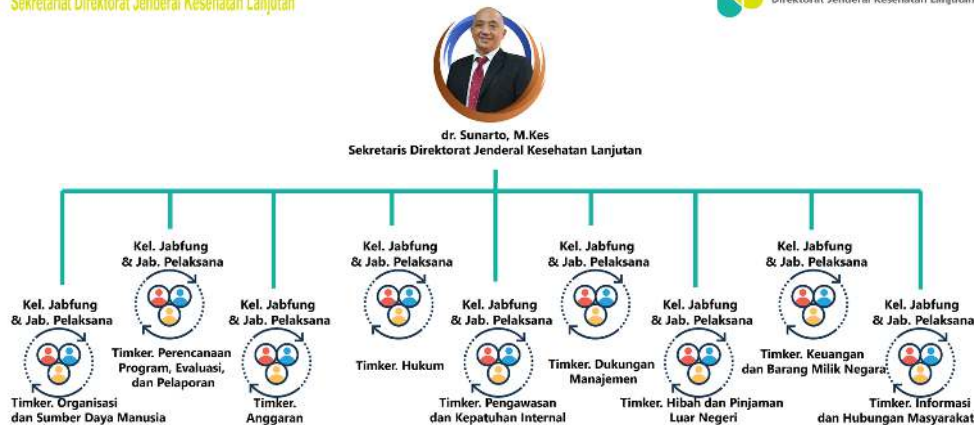 Sekretariat Direktorat Jenderal Kesehatan Lanjutan
Direktorat Jenderal Kesehatan Lanjutan
dr. Sunarto, M.Kes
Sekretaris Direktorat Jenderal Kesehatan Lanjutan
Kel. Jabfung
& Jab. Pelaksana
Timker. Organisasi
dan Sumber Daya Manusia
Kel. Jabfung
& Jab. Pelaksana
Timker. Perencanaan
Program, Evaluasi,
dan Pelaporan
Kel. Jabfung
& Jab. Pelaksana
Timker.
Anggaran
Kel. Jabfung
& Jab. Pelaksana
Timker. Hukum
Kel. Jabfung
& Jab. Pelaksana
Timker. Pengawasan
dan Kepatuhan Internal
Kel. Jabfung
& Jab. Pelaksana
Timker. Dukungan
Manajemen
Kel. Jabfung
& Jab. Pelaksana
Timker. Hibah dan Pinjaman
Luar Negeri
Kel. Jabfung
& Jab. Pelaksana
Timker. Keuangan
dan Barang Milik Negara
Kel. Jabfung
& Jab. Pelaksana
Timker. Informasi
dan Hubungan Masyarakat